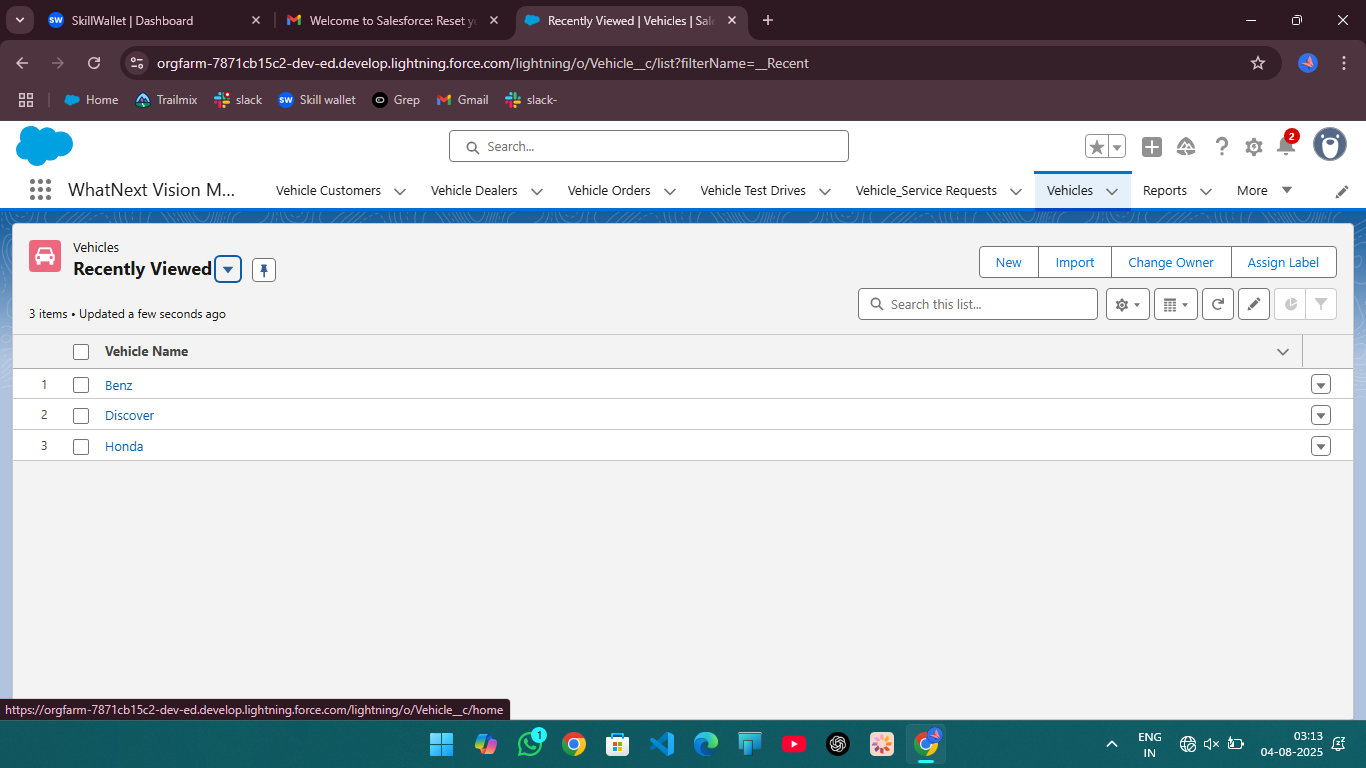 SkillWallet | Dashboard
Welcome to Salesforce: Reset yo
Recently Viewed | Vehicles | Sale
orgfarm-7871cb15c2-dev-ed.develop.lightning.force.com/lightning/o/Vehicle__c/list?filterName=__Recent
Home
Trailmix
slack
SW
Skill wallet
Grep
Gmail
slack-
Search...
2
WhatNext Vision M...
Vehicle Customers
Vehicle Dealers
Vehicle Orders
Vehicle Test Drives
Vehicle_Service Requests
Vehicles
Reports
More
Vehicles
Recently Viewed
New
Import
Change Owner
Assign Label
3 items • Updated a few seconds ago
Search this list...
Vehicle Name
1 Benz
2 Discover
3 Honda
https://orgfarm-7871cb15c2-dev-ed.develop.lightning.force.com/lightning/o/Vehicle__c/home
1
ENG
IN
03:13
04-08-2025